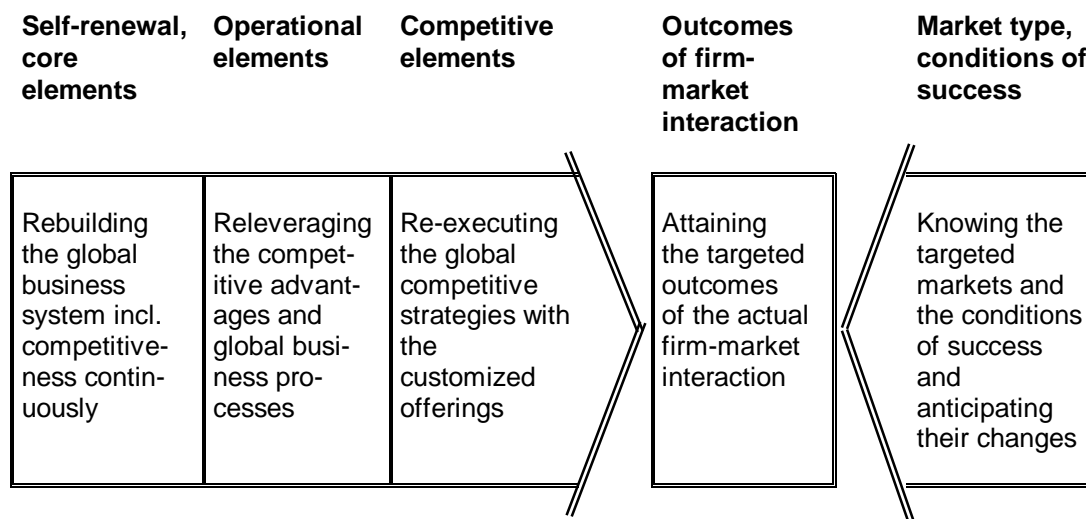 Self-renewal,
core
elements
Operational
elements
Competitive
elements
Outcomes
of firm-
market
interaction
Market type,
conditions of
success
Rebuilding
the global
business
system incl.
competitive-
ness contin-
uously
Releveraging
the compet-
itive advant-
ages and
global busi-
ness pro-
cesses
Re-executing
the global
competitive
strategies with
the
customized
offerings
Attaining
the targeted
outcomes
of the actual
firm-market
interaction
Knowing the
targeted
markets and
the conditions
of success
and
anticipating
their changes